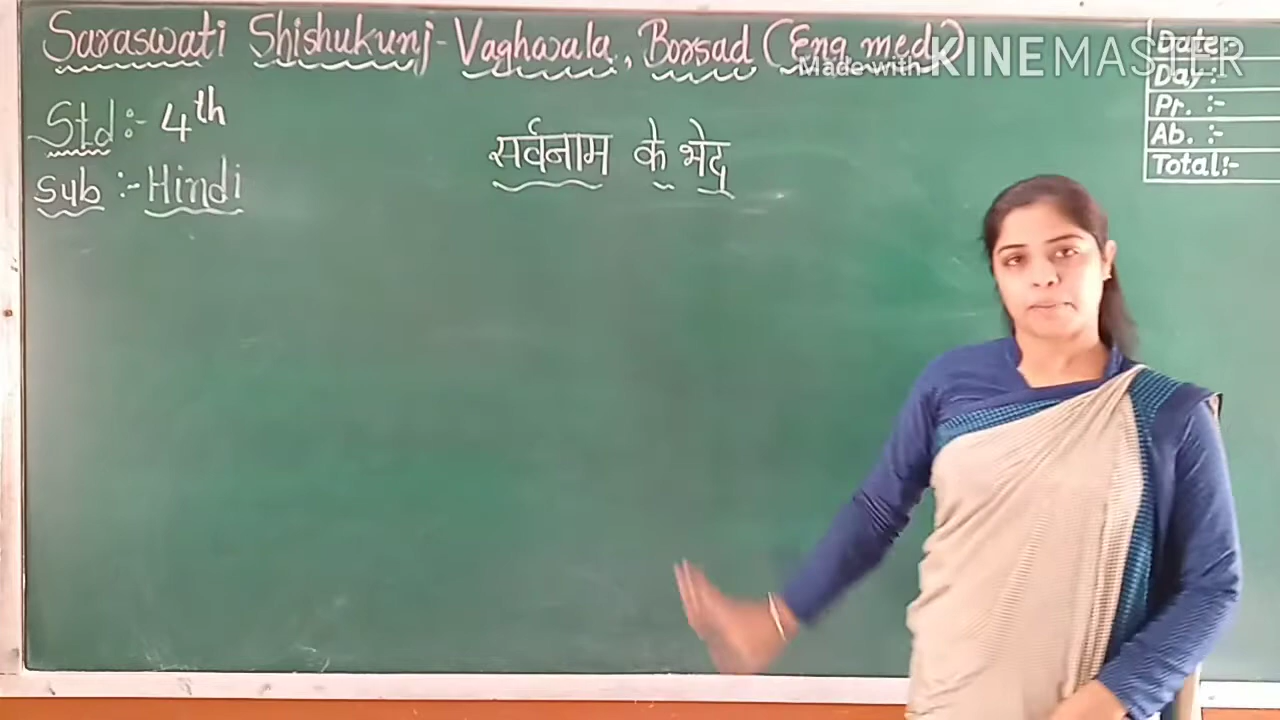 Saraswati Shishukunj - Vaghwala, Borsad (Eng. med.)
Made with KINEMASTER
Std :- 4th
Sub :- Hindi
सर्वनाम के भेद
Date:-
Day :-
Pr. :-
Ab. :-
Total:-